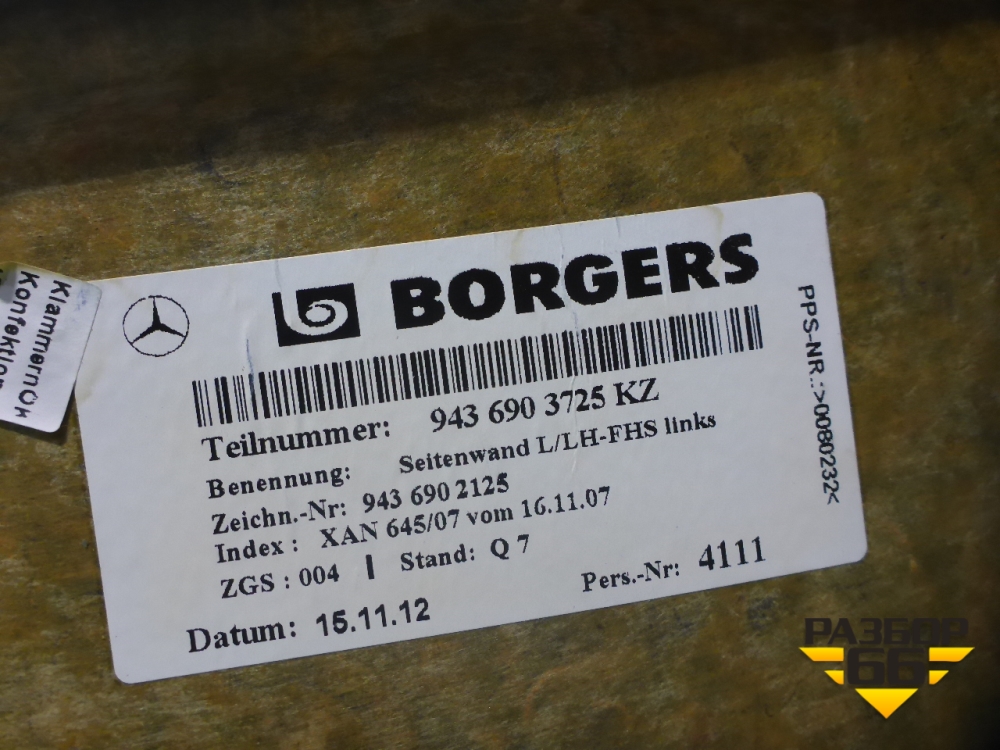 BORGERS
Teilnummer: 943 690 3725 KZ
Benennung: Seitenwand L/LH-FHS links
Zeichn.-Nr: 943 690 2125
Index : XAN 645/07 vom 16.11.07
ZGS : 004 I Stand: Q 7
Pers.-Nr: 4111
Datum: 15.11.12
PPS-NR.:>0080232<
KlammernOK
Konfektion
РАЗБОР
66